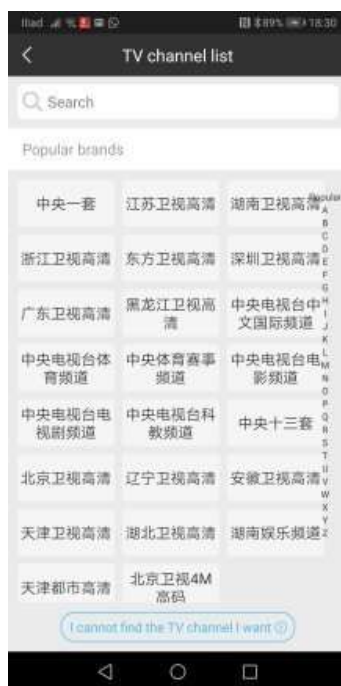 Iliad
89% 18:30
TV channel list
Search
Popular brands
Popular
中央一套 江苏卫视高清 湖南卫视高清
浙江卫视高清 东方卫视高清 深圳卫视高清
广东卫视高清 黑龙江卫视高清 中央电视台中文国际频道
中央电视台体育频道 中央体育赛事频道 中央电视台电影频道
中央电视台电视剧频道 中央电视台科教频道 中央十三套
北京卫视高清 辽宁卫视高清 安徽卫视高清
天津卫视高清 湖北卫视高清 湖南娱乐频道
天津都市高清 北京卫视4M高码
A
B
C
D
E
F
G
H
I
J
K
L
M
N
O
P
Q
R
S
T
U
V
W
X
Y
Z
I cannot find the TV channel I want